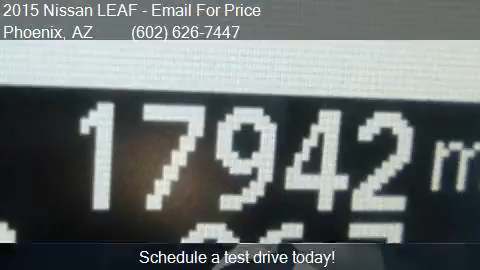 2015 Nissan LEAF - Email For Price
Phoenix, AZ (602) 626-7447
17942 m
Schedule a test drive today!